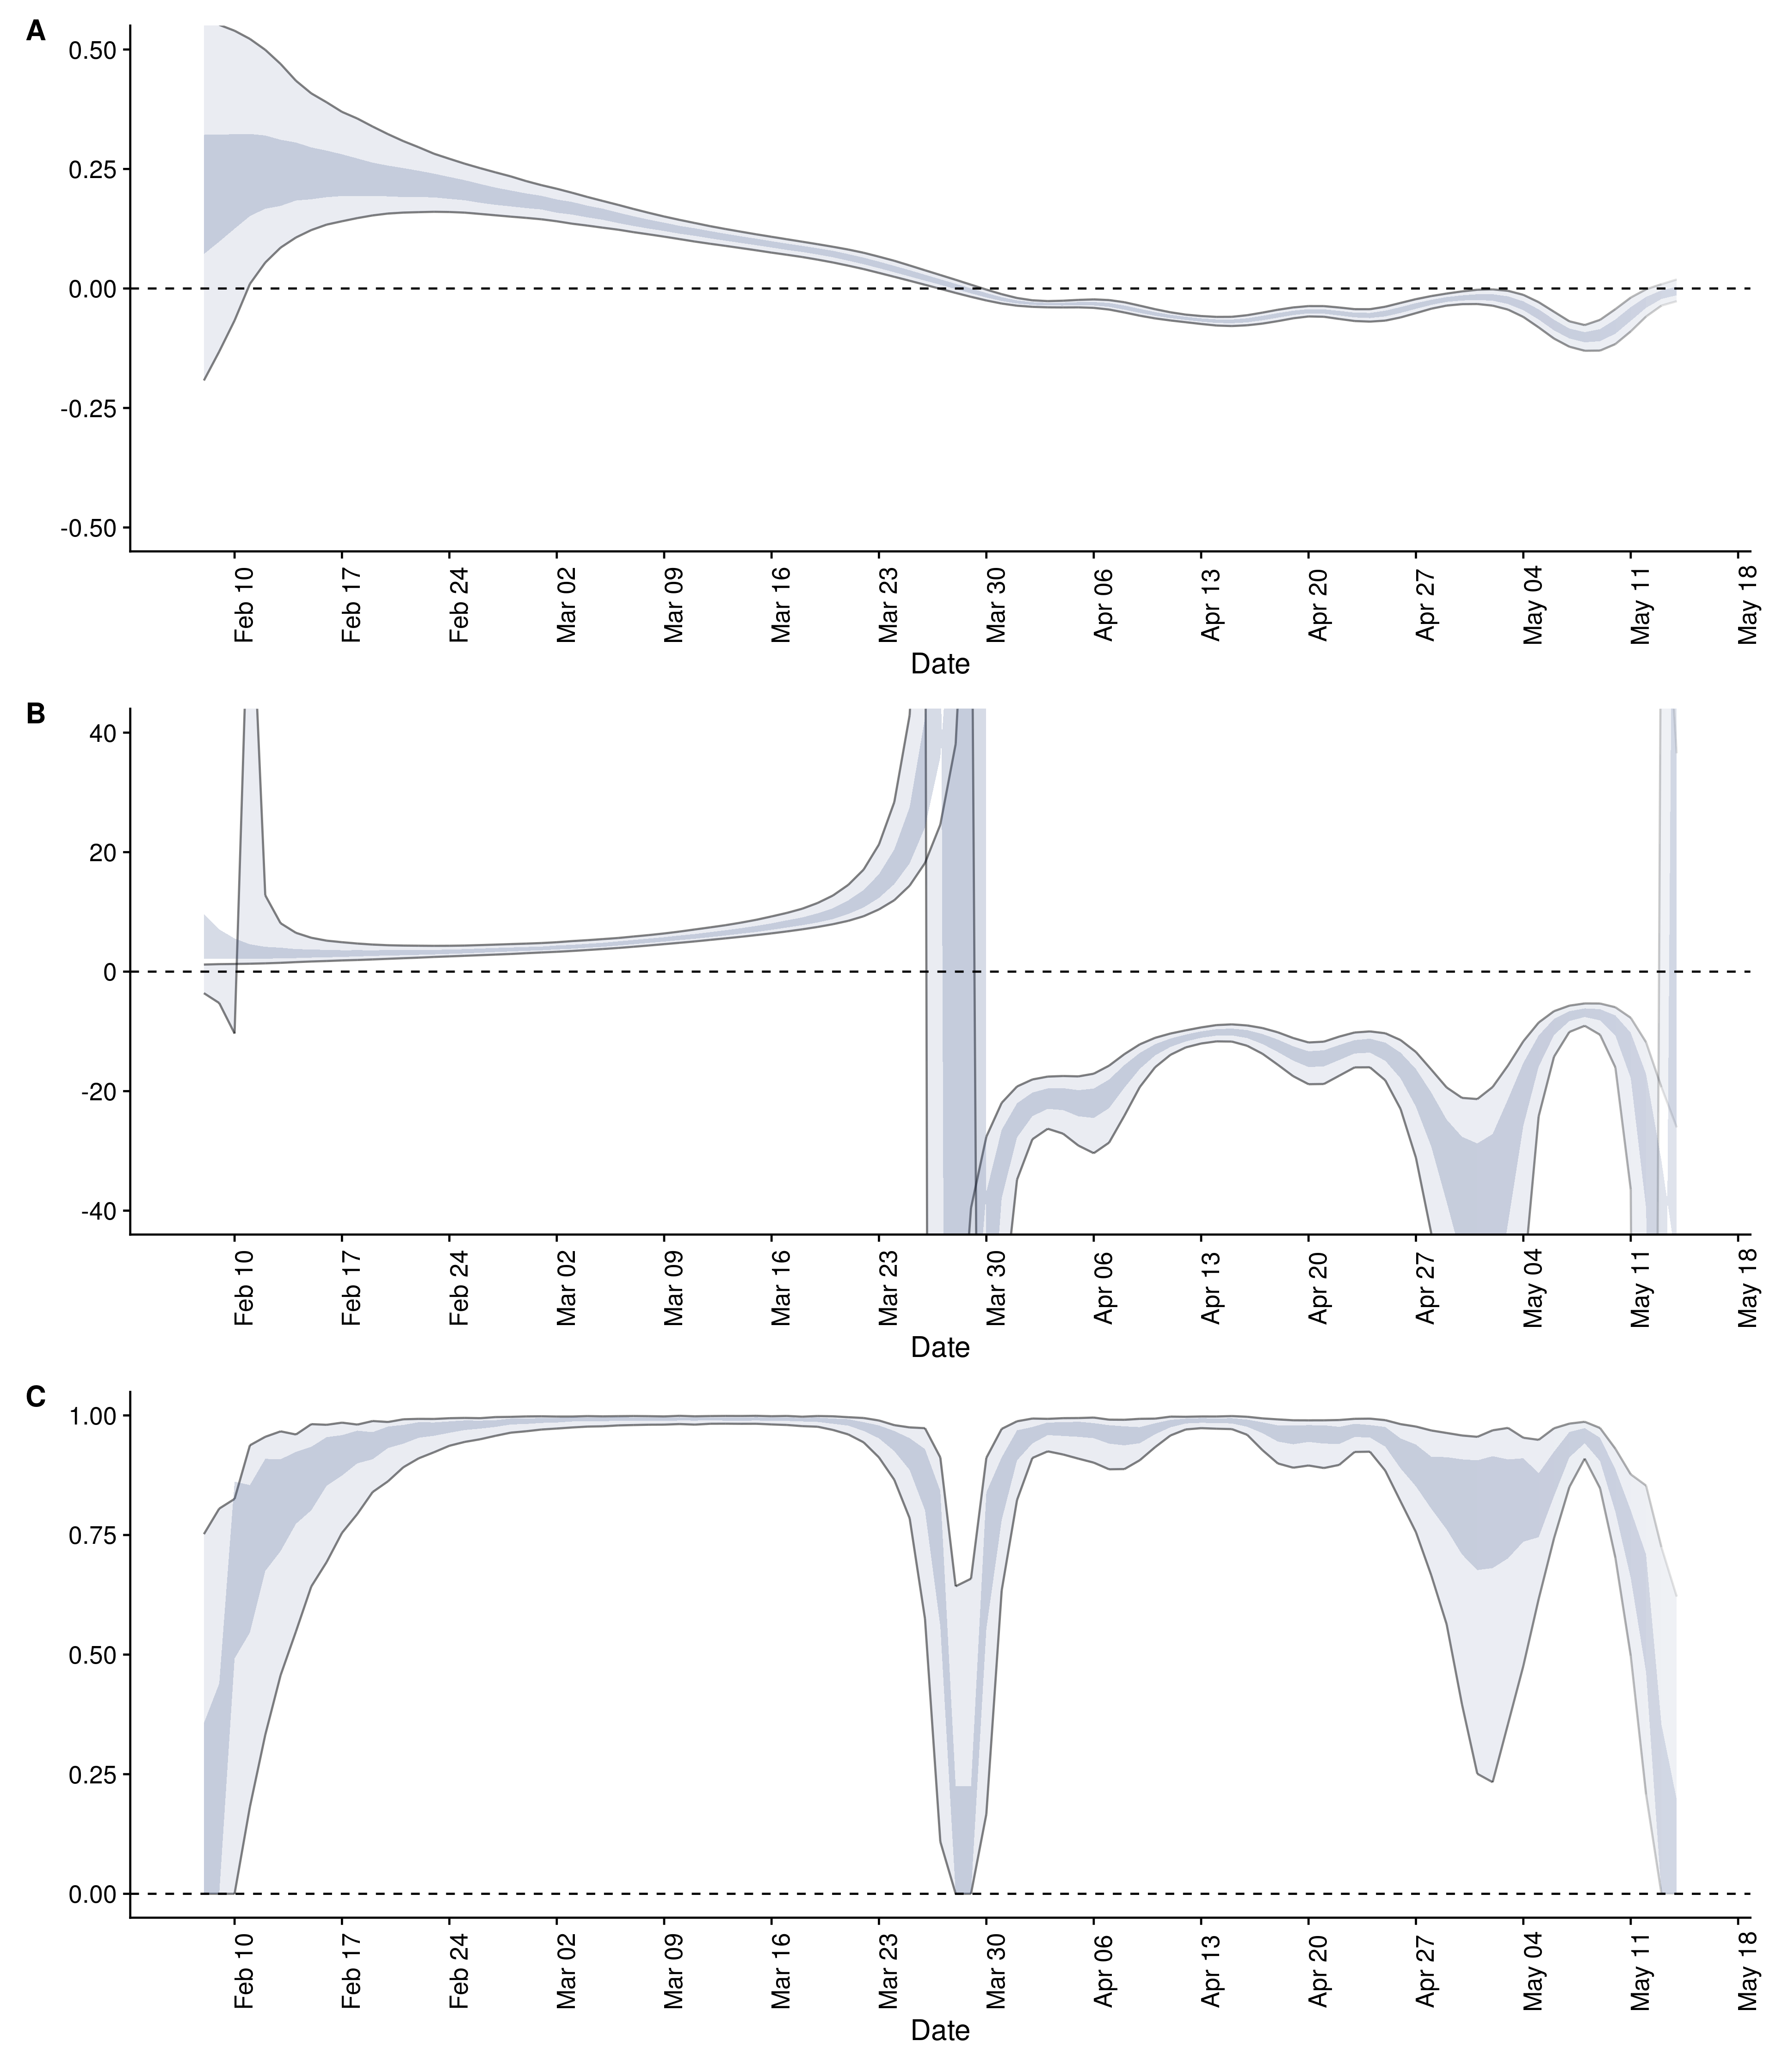 A
0.50
0.25
0.00
-0.25
-0.50
Feb 10
Feb 17
Feb 24
Mar 02
Mar 09
Mar 16
Mar 23
Mar 30
Apr 06
Apr 13
Apr 20
Apr 27
May 04
May 11
May 18
Date
B
40
20
0
-20
-40
Feb 10
Feb 17
Feb 24
Mar 02
Mar 09
Mar 16
Mar 23
Mar 30
Apr 06
Apr 13
Apr 20
Apr 27
May 04
May 11
May 18
Date
C
1.00
0.75
0.50
0.25
0.00
Feb 10
Feb 17
Feb 24
Mar 02
Mar 09
Mar 16
Mar 23
Mar 30
Apr 06
Apr 13
Apr 20
Apr 27
May 04
May 11
May 18
Date